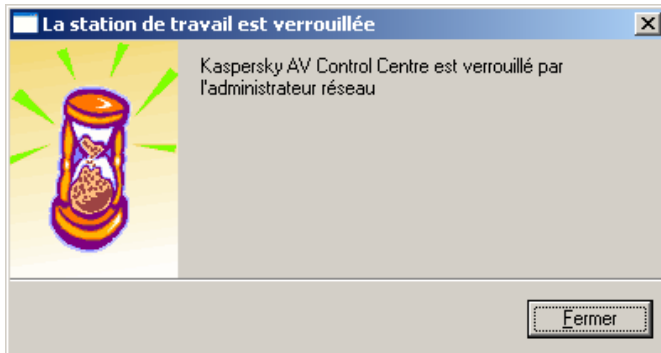 La station de travail est verrouillée
Kaspersky AV Control Centre est verrouillé par
l'administrateur réseau
Fermer